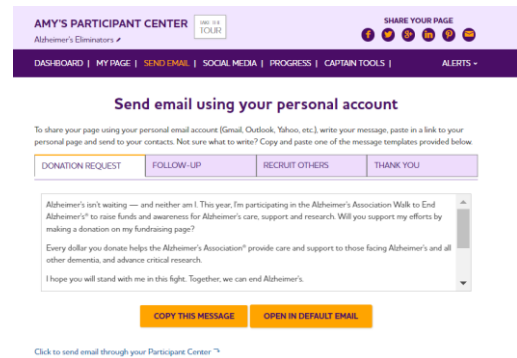 AMY'S PARTICIPANT CENTER
TAKE THE
TOUR
SHARE YOUR PAGE
Alzheimer's Eliminators
DASHBOARD | MY PAGE | SEND EMAIL | SOCIAL MEDIA | PROGRESS | CAPTAIN TOOLS | ALERTS
Send email using your personal account
To share your page using your personal email account (Gmail, Outlook, Yahoo, etc.), write your message, paste in a link to your
personal page and send to your contacts. Not sure what to write? Copy and paste one of the message templates provided below.
DONATION REQUEST FOLLOW-UP RECRUIT OTHERS THANK YOU
Alzheimer's isn't waiting — and neither am I. This year, I'm participating in the Alzheimer's Association Walk to End
Alzheimer's® to raise funds and awareness for Alzheimer's care, support and research. Will you support my efforts by
making a donation on my fundraising page?
Every dollar you donate helps the Alzheimer's Association® provide care and support to those facing Alzheimer's and all
other dementia, and advance critical research.
I hope you will stand with me in this fight. Together, we can end Alzheimer's.
COPY THIS MESSAGE OPEN IN DEFAULT EMAIL
Click to send email through your Participant Center